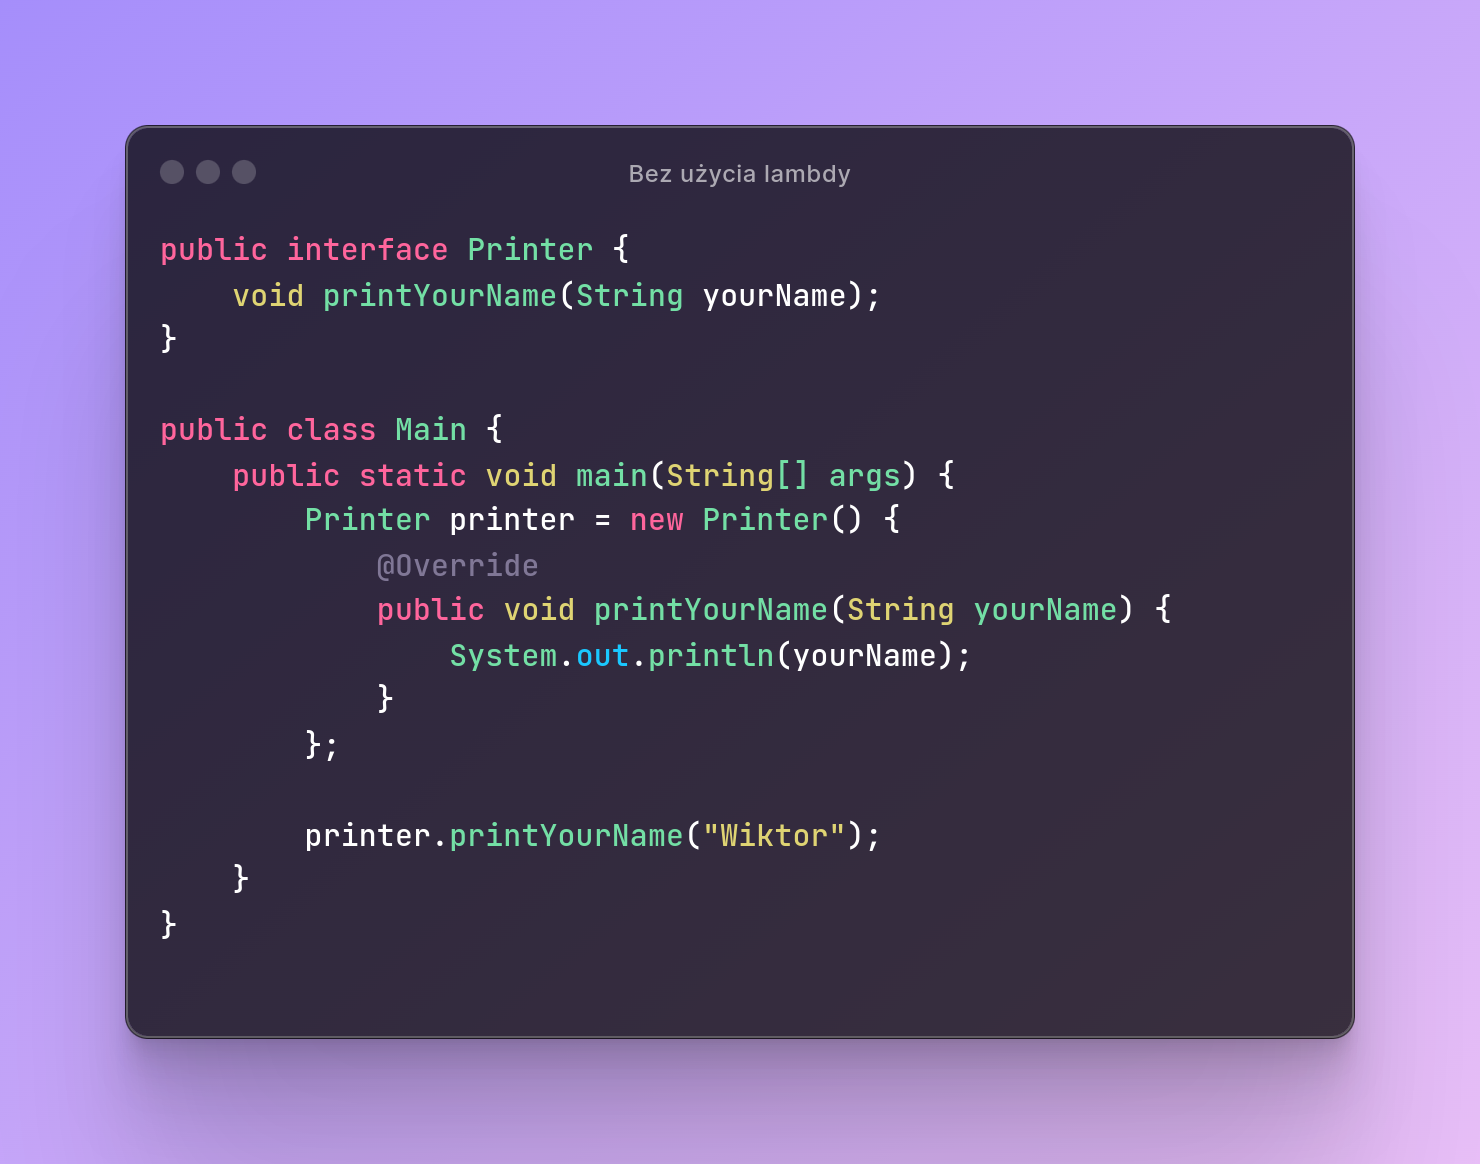 Bez użycia lambdy
public interface Printer {
    void printYourName(String yourName);
}

public class Main {
    public static void main(String[] args) {
        Printer printer = new Printer() {
            @Override
            public void printYourName(String yourName) {
                System.out.println(yourName);
            }
        };

        printer.printYourName("Wiktor");
    }
}